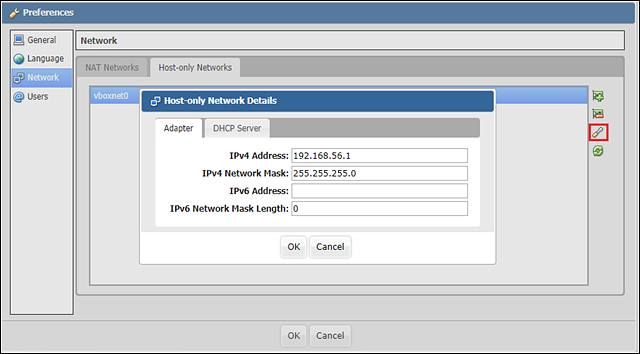 Preferences
General
Language
Network
Users
Network
NAT Networks Host-only Networks
vboxnet0
Host-only Network Details
Adapter DHCP Server
IPv4 Address: 192.168.56.1
IPv4 Network Mask: 255.255.255.0
IPv6 Address:
IPv6 Network Mask Length: 0
OK Cancel
OK Cancel